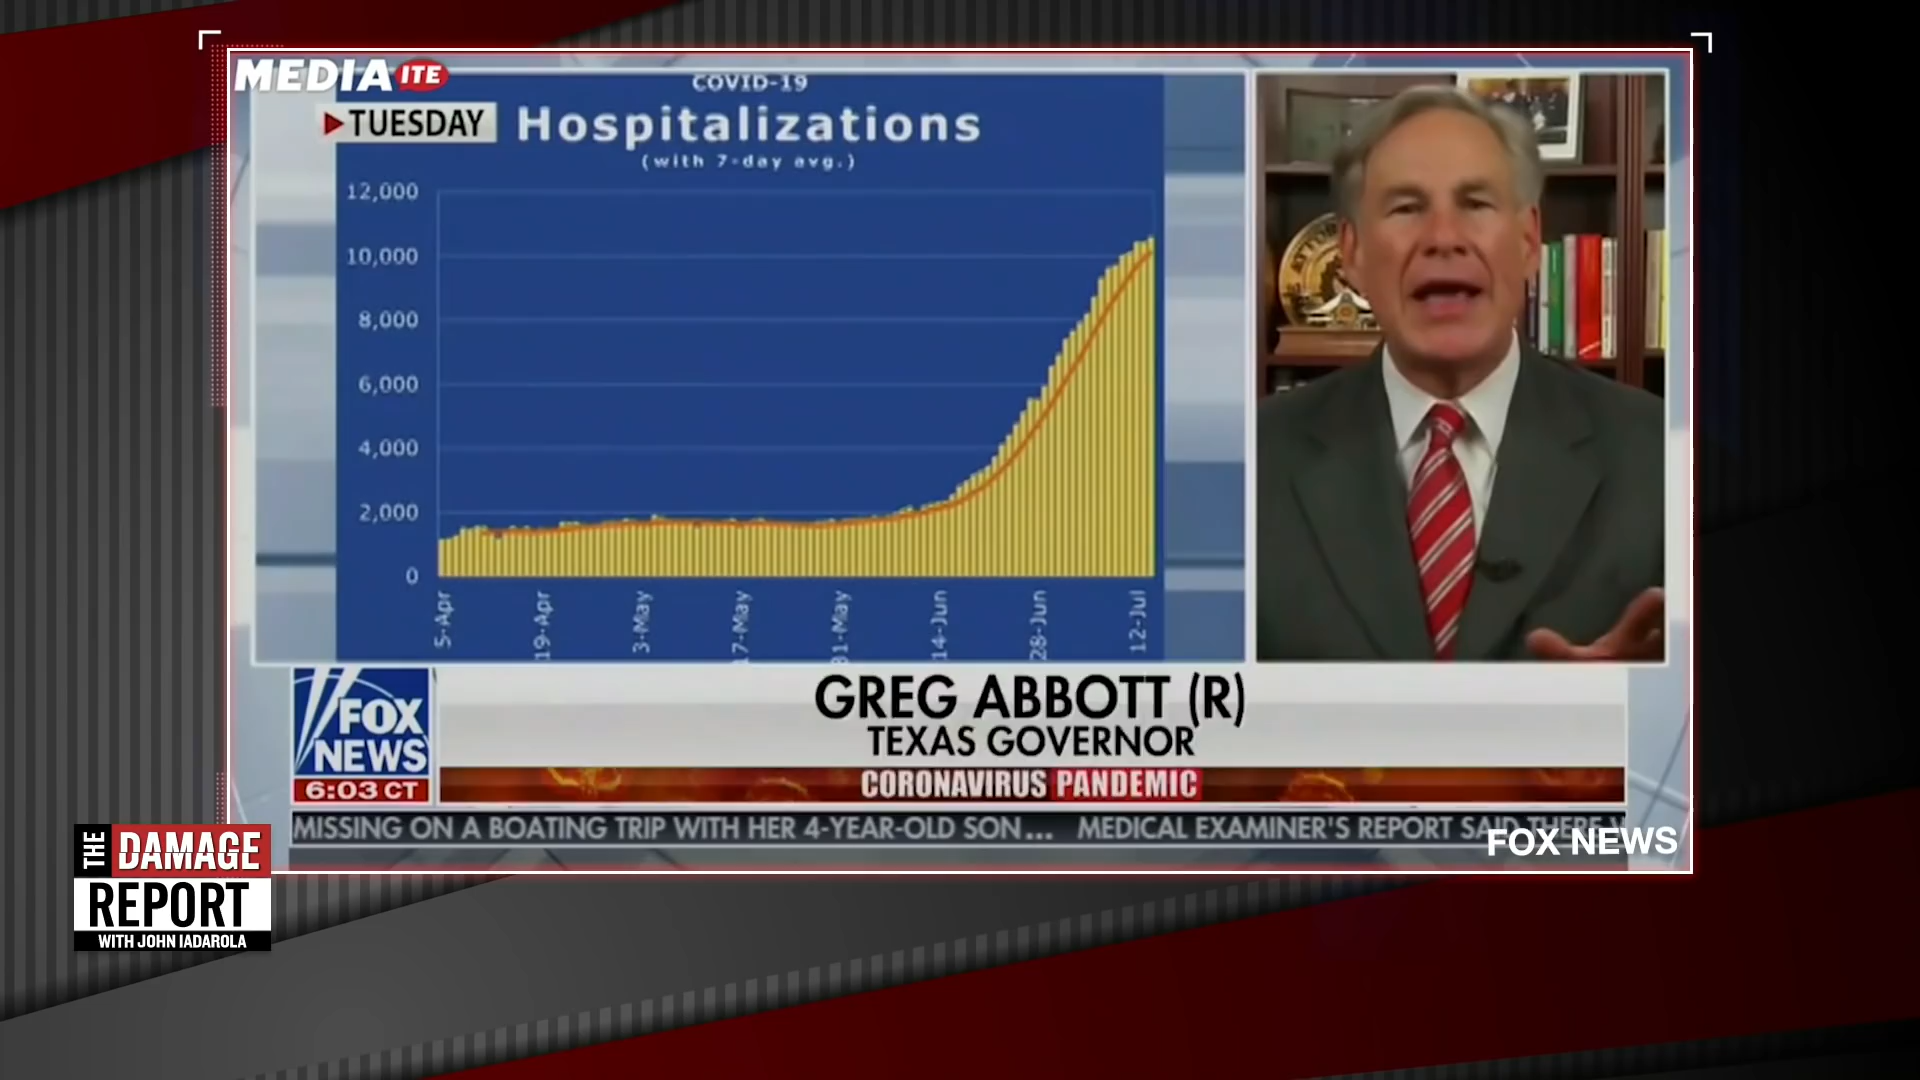 MEDIAITE
COVID-19
TUESDAY
Hospitalizations
(with 7-day avg.)
12,000
10,000
8,000
6,000
4,000
2,000
0
5-Apr
19-Apr
3-May
17-May
31-May
14-Jun
28-Jun
12-Jul
GREG ABBOTT (R)
TEXAS GOVERNOR
CORONAVIRUS PANDEMIC
FOX
NEWS
6:03 CT
MISSING ON A BOATING TRIP WITH HER 4-YEAR-OLD SON... MEDICAL EXAMINER'S REPORT SAID THERE
FOX NEWS
THE DAMAGE
REPORT
WITH JOHN IADAROLA